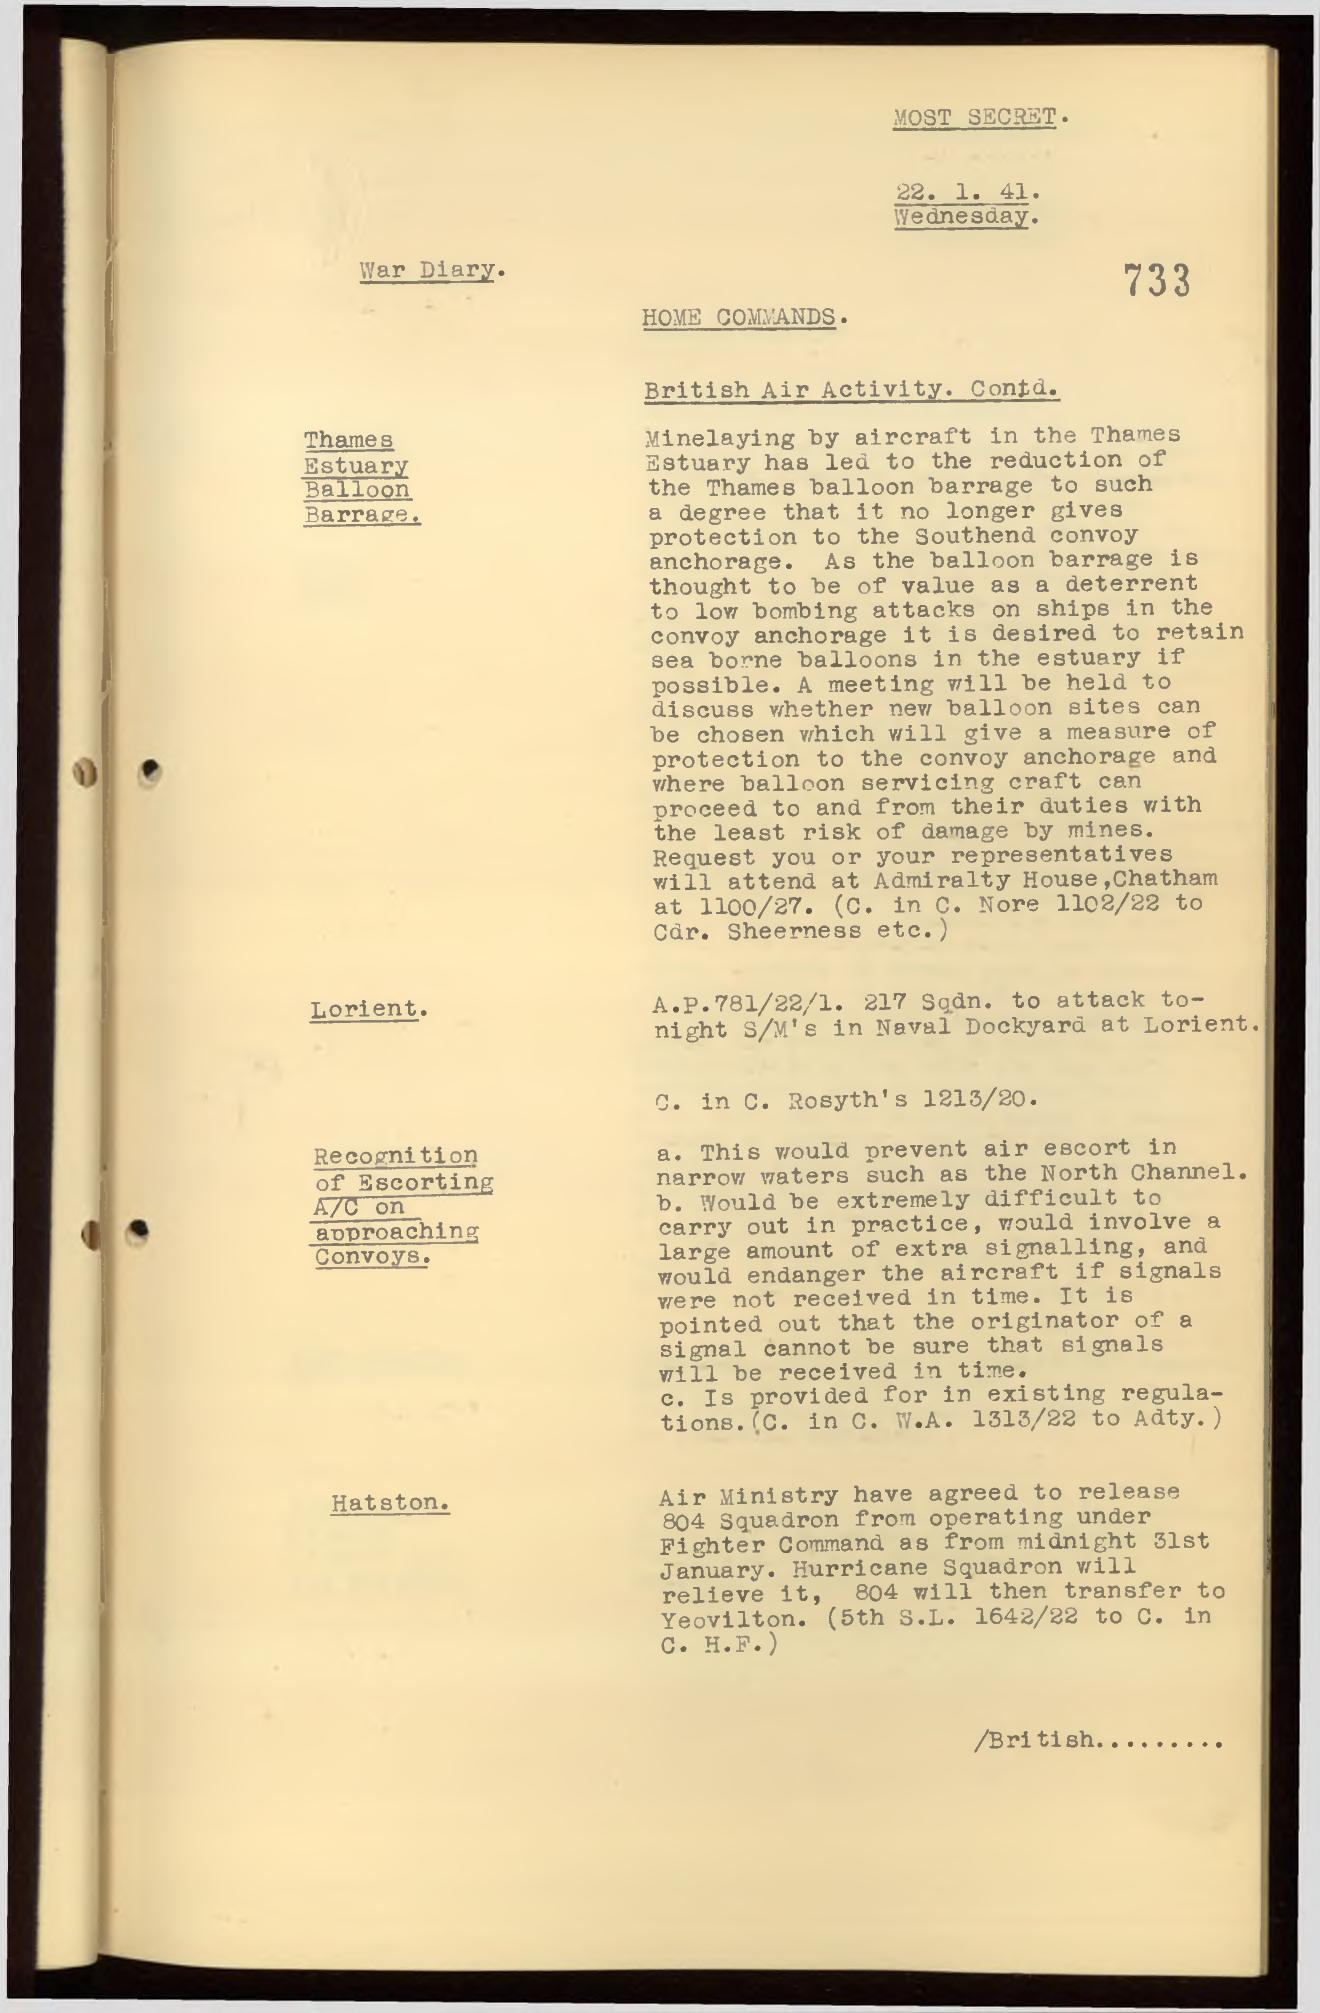 MOST SECRET.
22. 1. 41.
Wednesday.
War Diary.
733
HOME COMMANDS.
British Air Activity. Contd.
Thames
Estuary
Balloon
Barrage.
Minelaying by aircraft in the Thames
Estuary has led to the reduction of
the Thames balloon barrage to such
a degree that it no longer gives
protection to the Southend convoy
anchorage. As the balloon barrage is
thought to be of value as a deterrent
to low bombing attacks on ships in the
convoy anchorage it is desired to retain
sea borne balloons in the estuary if
possible. A meeting will be held to
discuss whether new balloon sites can
be chosen which will give a measure of
protection to the convoy anchorage and
where balloon servicing craft can
proceed to and from their duties with
the least risk of damage by mines.
Request you or your representatives
will attend at Admiralty House,Chatham
at 1100/27. (C. in C. Nore 1102/22 to
Cdr. Sheerness etc.)
Lorient.
A.P.781/22/1. 217 Sqdn. to attack to-
night S/M's in Naval Dockyard at Lorient.
C. in C. Rosyth's 1213/20.
Recognition
of Escorting
A/C on
approaching
Convoys.
a. This would prevent air escort in
narrow waters such as the North Channel.
b. Would be extremely difficult to
carry out in practice, would involve a
large amount of extra signalling, and
would endanger the aircraft if signals
were not received in time. It is
pointed out that the originator of a
signal cannot be sure that signals
will be received in time.
c. Is provided for in existing regula-
tions.(C. in C. W.A. 1313/22 to Adty.)
Hatston.
Air Ministry have agreed to release
804 Squadron from operating under
Fighter Command as from midnight 31st
January. Hurricane Squadron will
relieve it, 804 will then transfer to
Yeovilton. (5th S.L. 1642/22 to C. in
C. H.F.)
/British.........